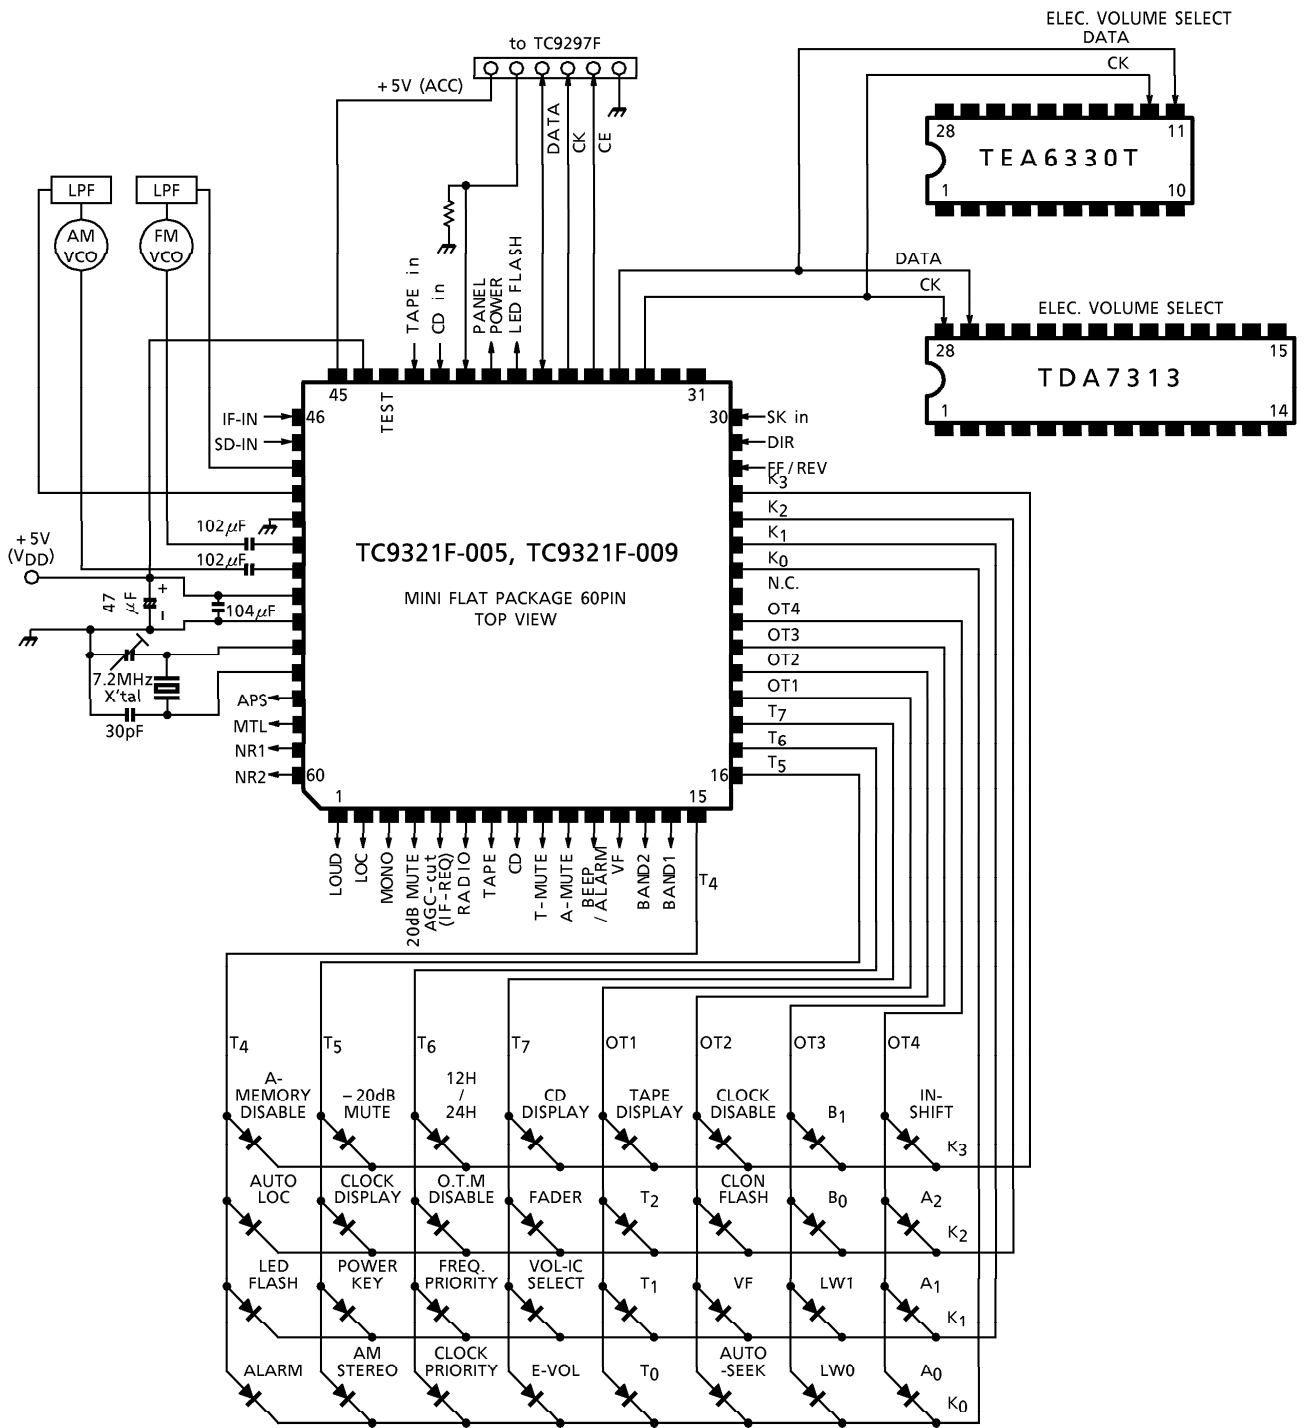 ELEC. VOLUME SELECT
DATA
CK
28
11
TEA6330T
1
10
to TC9297F
+5V (ACC)
DATA
CK
CE
LPF
LPF
AM
VCO
FM
VCO
TAPE in
CD in
PANEL
POWER
LED FLASH
DATA
CK
ELEC. VOLUME SELECT
28
15
TDA7313
1
14
45
TEST
31
IF-IN
46
30
SK in
SD-IN
DIR
FF/REV
K3
K2
102µF
K1
102µF
K0
+5V
(VDD)
TC9321F-005, TC9321F-009
MINI FLAT PACKAGE 60PIN
TOP VIEW
N.C.
47
µF
+
−
104µF
OT4
OT3
OT2
7.2MHz
X'tal
30pF
OT1
APS
T7
MTL
T6
NR1
T5
NR2
60
16
1
15
LOUD
LOC
MONO
20dB MUTE
AGC-cut
(IF-REQ)
RADIO
TAPE
CD
T-MUTE
A-MUTE
BEEP
/ALARM
VF
BAND2
BAND1
T4
T4
T5
T6
T7
OT1
OT2
OT3
OT4
A-
MEMORY
DISABLE
–20dB
MUTE
12H
/
24H
CD
DISPLAY
TAPE
DISPLAY
CLOCK
DISABLE
B1
IN-
SHIFT
K3
AUTO
LOC
CLOCK
DISPLAY
O.T.M
DISABLE
FADER
T2
CLON
FLASH
B0
A2
K2
LED
FLASH
POWER
KEY
FREQ.
PRIORITY
VOL-IC
SELECT
T1
VF
LW1
A1
K1
ALARM
AM
STEREO
CLOCK
PRIORITY
E-VOL
T0
AUTO
-SEEK
LW0
A0
K0